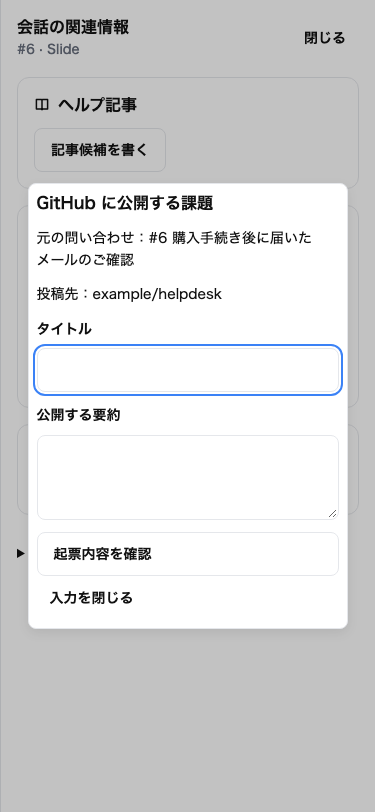 会話の関連情報
閉じる
#6 · Slide
ヘルプ記事
記事候補を書く
GitHub に公開する課題
元の問い合わせ：#6 購入手続き後に届いた
メールのご確認
投稿先：example/helpdesk
タイトル
公開する要約
起票内容を確認
入力を閉じる